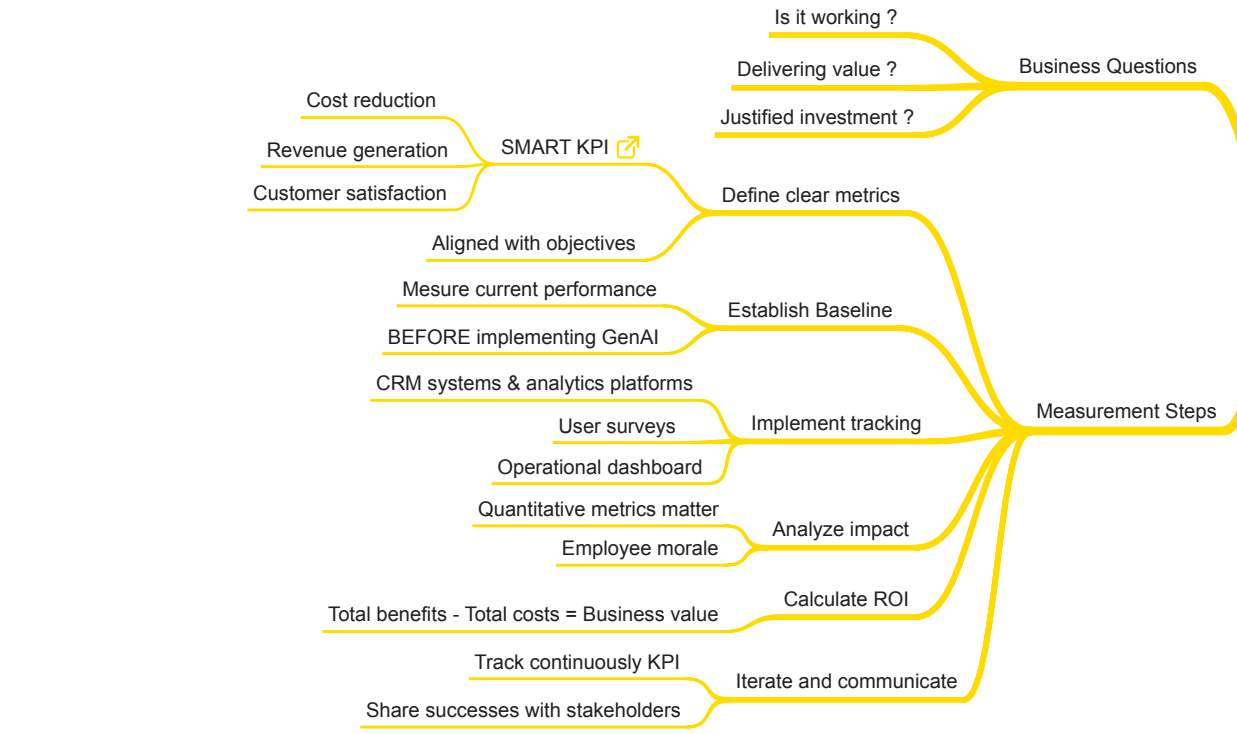 Is it working ?
Delivering value ?
Business Questions
Justified investment ?
Cost reduction
Revenue generation
SMART KPI
Customer satisfaction
Define clear metrics
Aligned with objectives
Mesure current performance
Establish Baseline
BEFORE implementing GenAI
CRM systems & analytics platforms
User surveys
Implement tracking
Measurement Steps
Operational dashboard
Quantitative metrics matter
Analyze impact
Employee morale
Calculate ROI
Total benefits - Total costs = Business value
Track continuously KPI
Iterate and communicate
Share successes with stakeholders